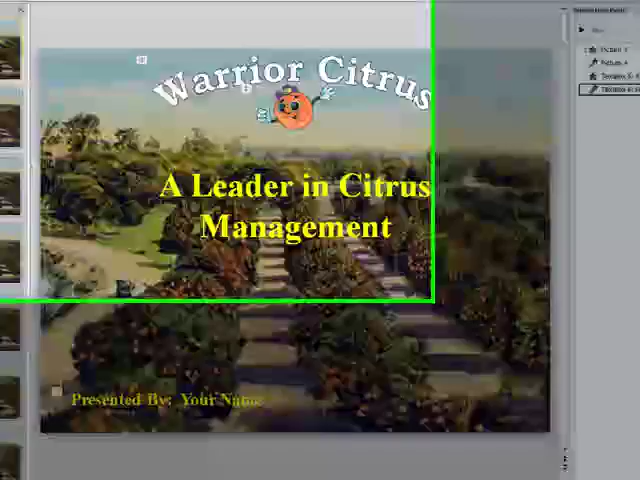 Warrior Citrus
A Leader in Citrus
Management
Presented By: Your Name